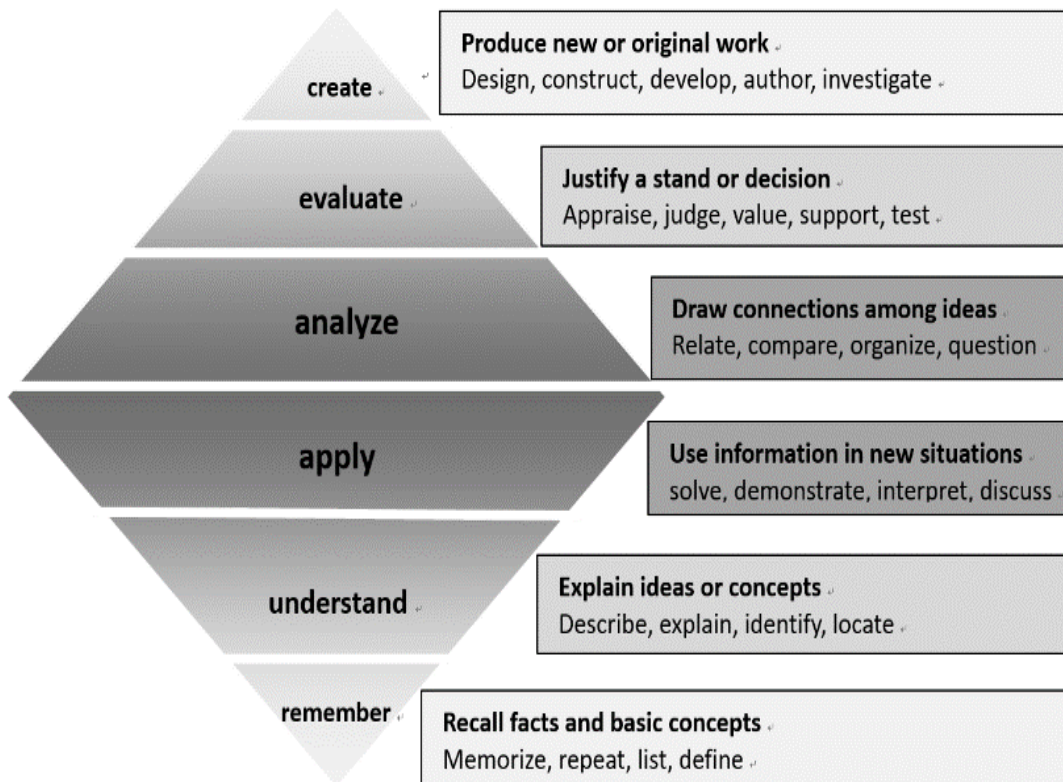 create
Produce new or original work
Design, construct, develop, author, investigate
evaluate
Justify a stand or decision
Appraise, judge, value, support, test
analyze
Draw connections among ideas
Relate, compare, organize, question
apply
Use information in new situations
solve, demonstrate, interpret, discuss
understand
Explain ideas or concepts
Describe, explain, identify, locate
remember
Recall facts and basic concepts
Memorize, repeat, list, define